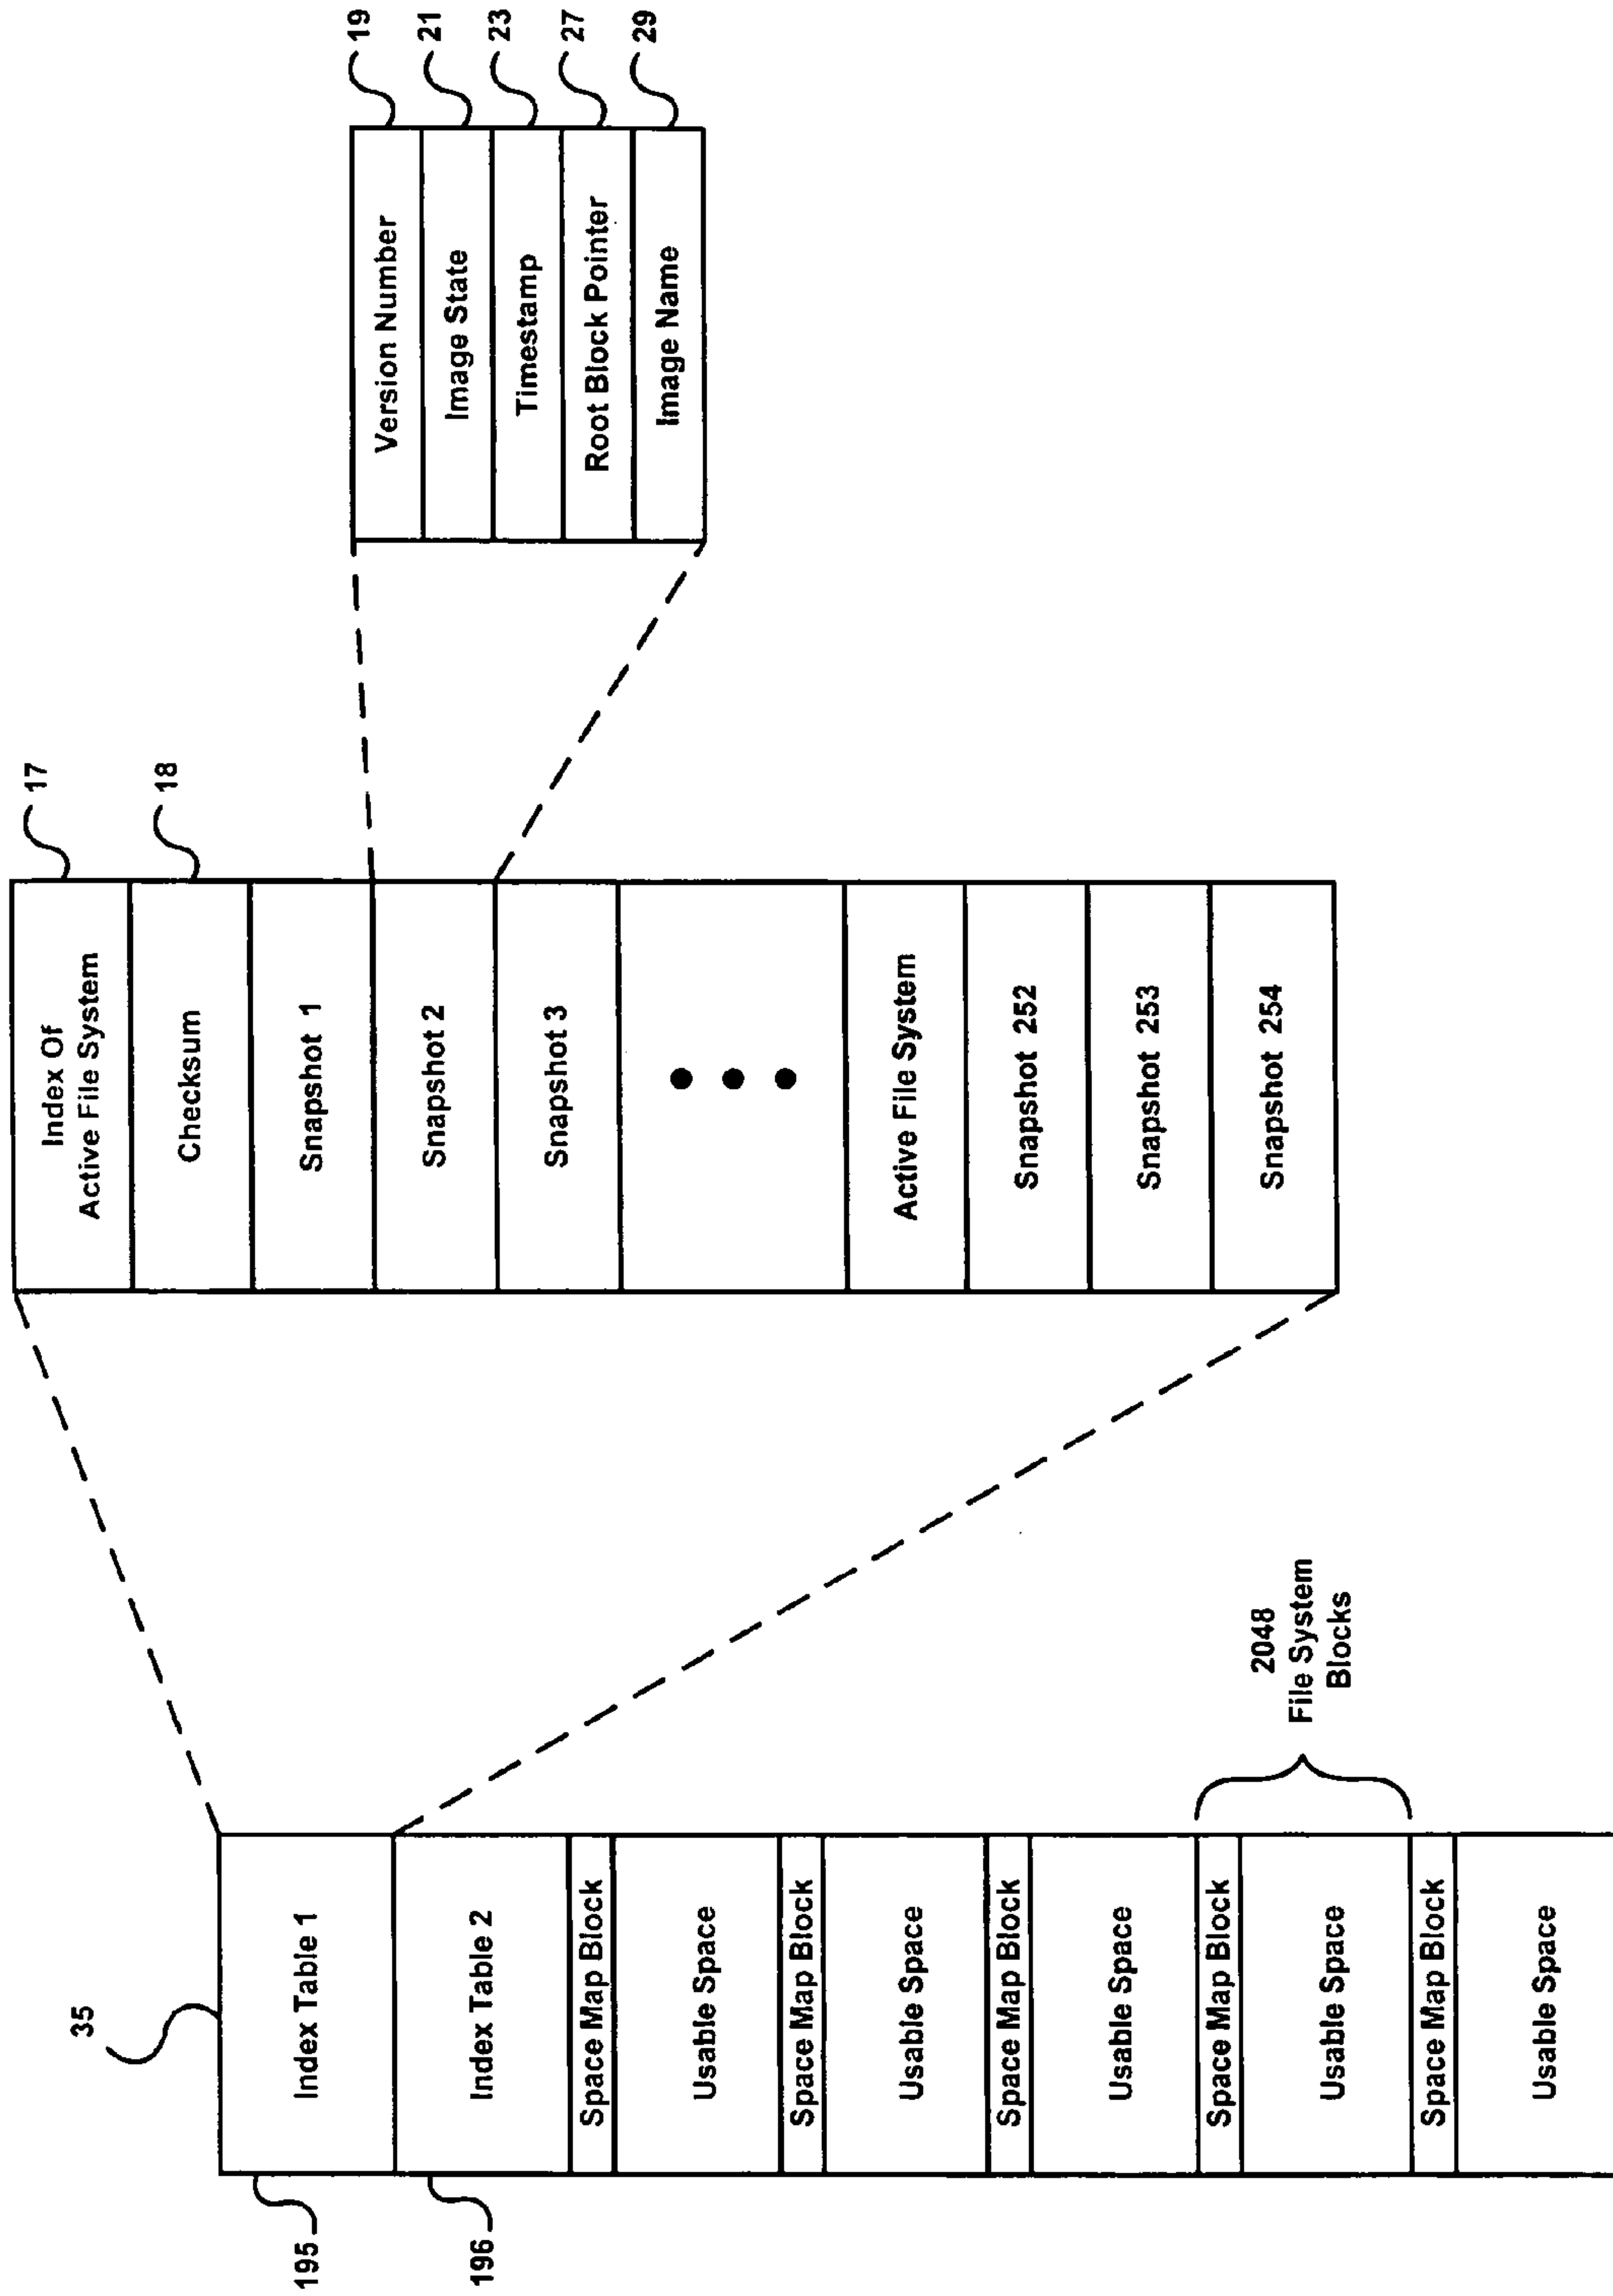 35
195
196
Index Table 1
Index Table 2
Space Map Block
Usable Space
Space Map Block
Usable Space
Space Map Block
Usable Space
Space Map Block
Usable Space
Space Map Block
Usable Space
2048
File System
Blocks
17
18
Index Of
Active File System
Checksum
Snapshot 1
Snapshot 2
Snapshot 3
Active File System
Snapshot 252
Snapshot 253
Snapshot 254
Version Number
Image State
Timestamp
Root Block Pointer
Image Name
19
21
23
27
29